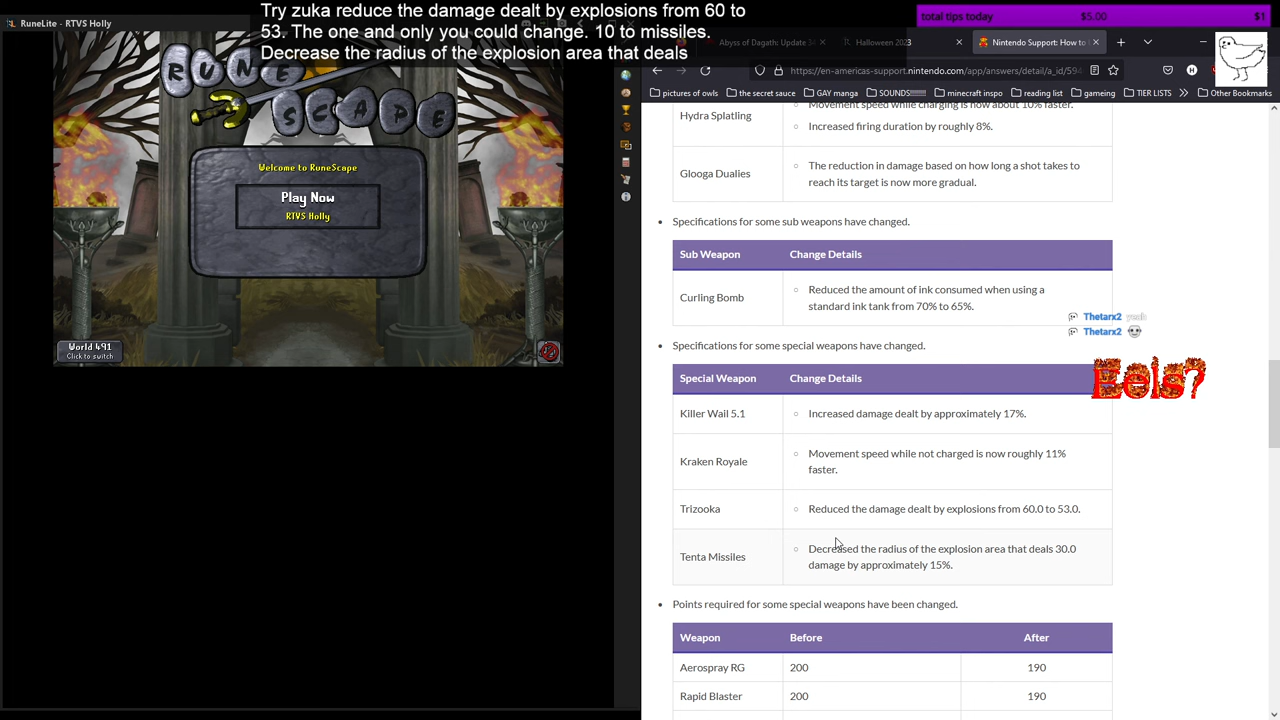 RuneLite - RTVS Holly
Try zuka reduce the damage dealt by explosions from 60 to
53. The one and only you could change. 10 to missiles.
Decrease the radius of the explosion area that deals
total tips today $5.00 $1
Abyss of Dagath: Update
Halloween 2023
Nintendo Support: How to
https://en-americas-support.nintendo.com/app/answers/detail/a_id/594
pictures of owls
the secret sauce
GAY manga
SOUNDS!!!!!!!!
minecraft inspo
reading list
gameing
TIER LISTS
Other Bookmarks
RUNE
SCAPE
Welcome to RuneScape
Play Now
RTVS Holly
World 491
Click to switch
Hydra Splatling
Movement speed while charging is now about 10% faster.
Increased firing duration by roughly 8%.
Glooga Dualies
The reduction in damage based on how long a shot takes to
reach its target is now more gradual.
Specifications for some sub weapons have changed.
Sub Weapon Change Details
Curling Bomb
Reduced the amount of ink consumed when using a
standard ink tank from 70% to 65%.
Thetarx2 yeah
Thetarx2
Eels?
Specifications for some special weapons have changed.
Special Weapon Change Details
Killer Wail 5.1 Increased damage dealt by approximately 17%.
Kraken Royale
Movement speed while not charged is now roughly 11%
faster.
Trizooka Reduced the damage dealt by explosions from 60.0 to 53.0.
Tenta Missiles
Decreased the radius of the explosion area that deals 30.0
damage by approximately 15%.
Points required for some special weapons have been changed.
Weapon Before After
Aerospray RG 200 190
Rapid Blaster 200 190